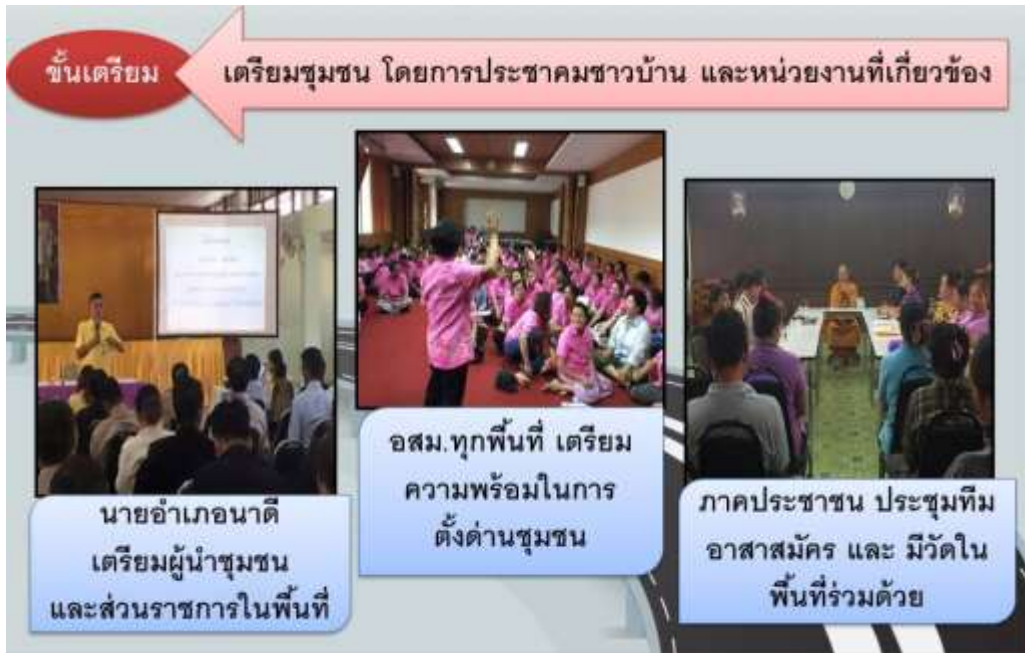 ขั้นเตรียม
เตรียมชุมชน โดยการประชาคมชาวบ้าน และหน่วยงานที่เกี่ยวข้อง
นายอำเภอนาดี
เตรียมผู้นำชุมชน
และส่วนราชการในพื้นที่
อสม.ทุกพื้นที่ เตรียม
ความพร้อมในการ
ตั้งด่านชุมชน
ภาคประชาชน ประชุมทีม
อาสาสมัคร และ มีวัดใน
พื้นที่ร่วมด้วย